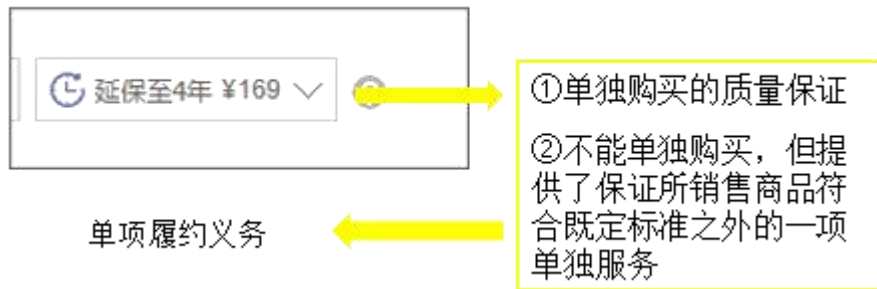 延保至4年 ¥169
①单独购买的质量保证
②不能单独购买，但提
供了保证所销售商品符
合既定标准之外的一项
单独服务
单项履约义务